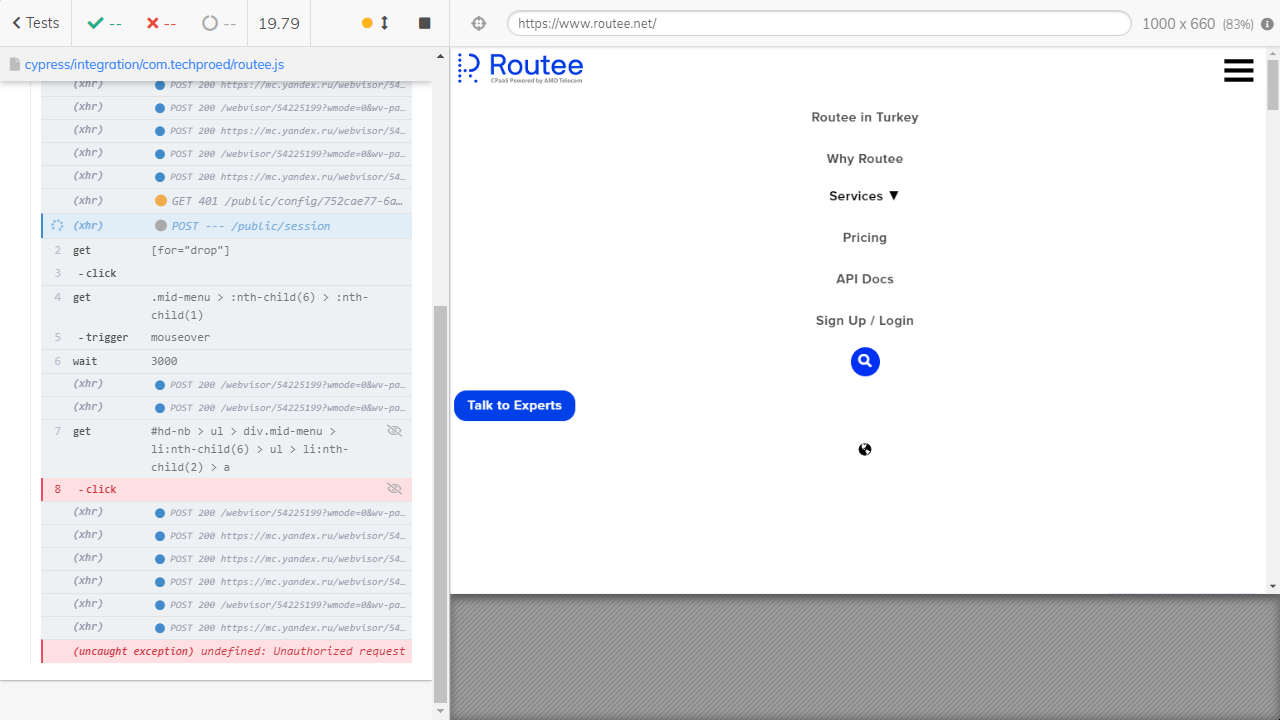 Tests
--
--
--
19.79
https://www.routee.net/
1000 x 660 (83%)
cypress/integration/com.techproed/routee.js
(xhr) POST 200 https://mc.yandex.ru/webvisor/54…
(xhr) POST 200 /webvisor/54225199?wmode=0&wv-pa…
(xhr) POST 200 https://mc.yandex.ru/webvisor/54…
(xhr) POST 200 /webvisor/54225199?wmode=0&wv-pa…
(xhr) POST 200 https://mc.yandex.ru/webvisor/54…
(xhr) GET 401 /public/config/752cae77-6a…
(xhr) POST --- /public/session
2 get [for="drop"]
3 -click
4 get .mid-menu > :nth-child(6) > :nth-
child(1)
5 -trigger mouseover
6 wait 3000
(xhr) POST 200 /webvisor/54225199?wmode=0&wv-pa…
(xhr) POST 200 /webvisor/54225199?wmode=0&wv-pa…
7 get #hd-nb > ul > div.mid-menu >
li:nth-child(6) > ul > li:nth-
child(2) > a
8 -click
(xhr) POST 200 /webvisor/54225199?wmode=0&wv-pa…
(xhr) POST 200 https://mc.yandex.ru/webvisor/54…
(xhr) POST 200 https://mc.yandex.ru/webvisor/54…
(xhr) POST 200 https://mc.yandex.ru/webvisor/54…
(xhr) POST 200 /webvisor/54225199?wmode=0&wv-pa…
(xhr) POST 200 https://mc.yandex.ru/webvisor/54…
(uncaught exception) undefined: Unauthorized request
Routee
CPaaS Powered by AMD Telecom
Routee in Turkey
Why Routee
Services ▼
Pricing
API Docs
Sign Up / Login
Talk to Experts